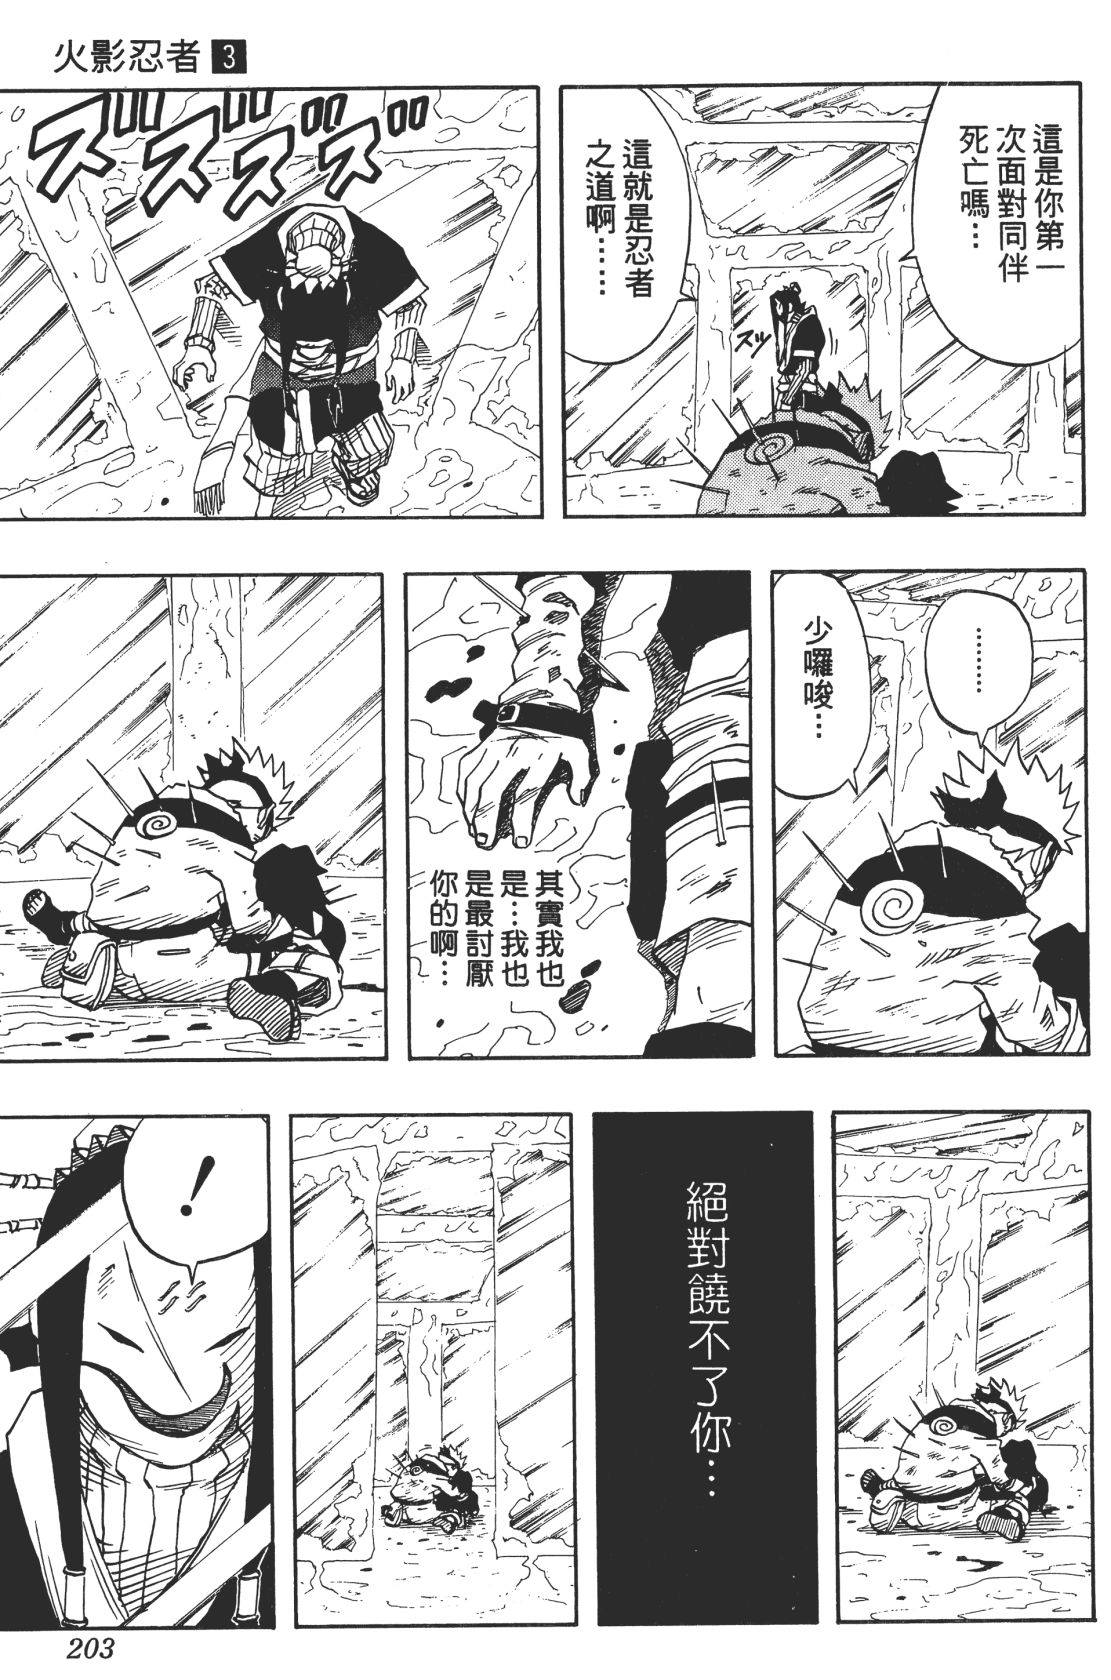 火影忍者 3
這是你第一
次面對同伴
死亡嗎…
這就是忍者
之道啊……
ズッ
ズズズズ
………
少囉唆…
其實我也
是…我也
是最討厭
你的啊…
絕對饒不了你…
！
203